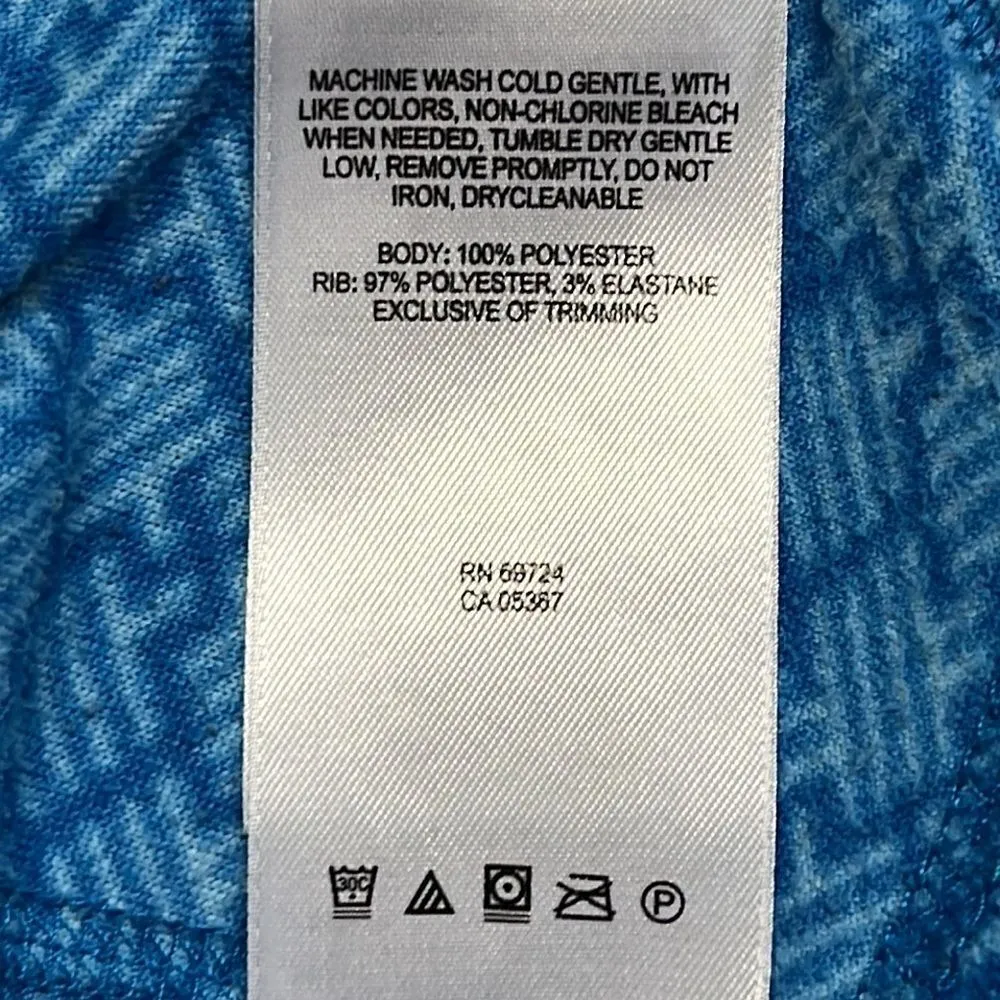 MACHINE WASH COLD GENTLE, WITH
LIKE COLORS, NON-CHLORINE BLEACH
WHEN NEEDED, TUMBLE DRY GENTLE
LOW, REMOVE PROMPTLY, DO NOT
IRON, DRYCLEANABLE
BODY: 100% POLYESTER
RIB: 97% POLYESTER, 3% ELASTANE
EXCLUSIVE OF TRIMMING
RN 69724
CA 05367
30C
P